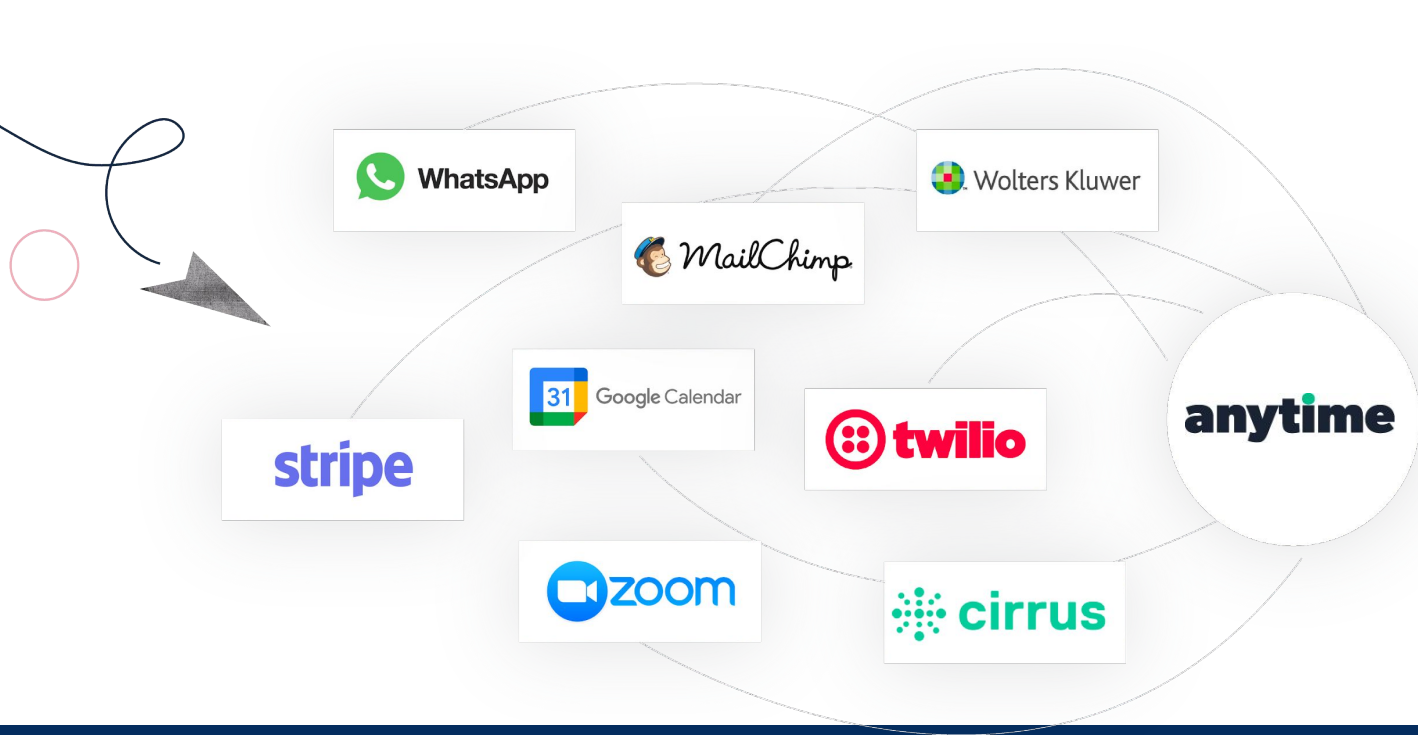 WhatsApp
Wolters Kluwer
MailChimp
31 Google Calendar
twilio
anytime
stripe
zoom
cirrus